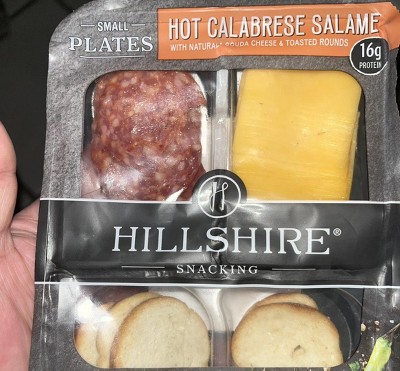 SMALL
PLATES
HOT CALABRESE SALAME
WITH NATURAL GOUDA CHEESE & TOASTED ROUNDS
16g
PROTEIN
H
HILLSHIRE®
SNACKING